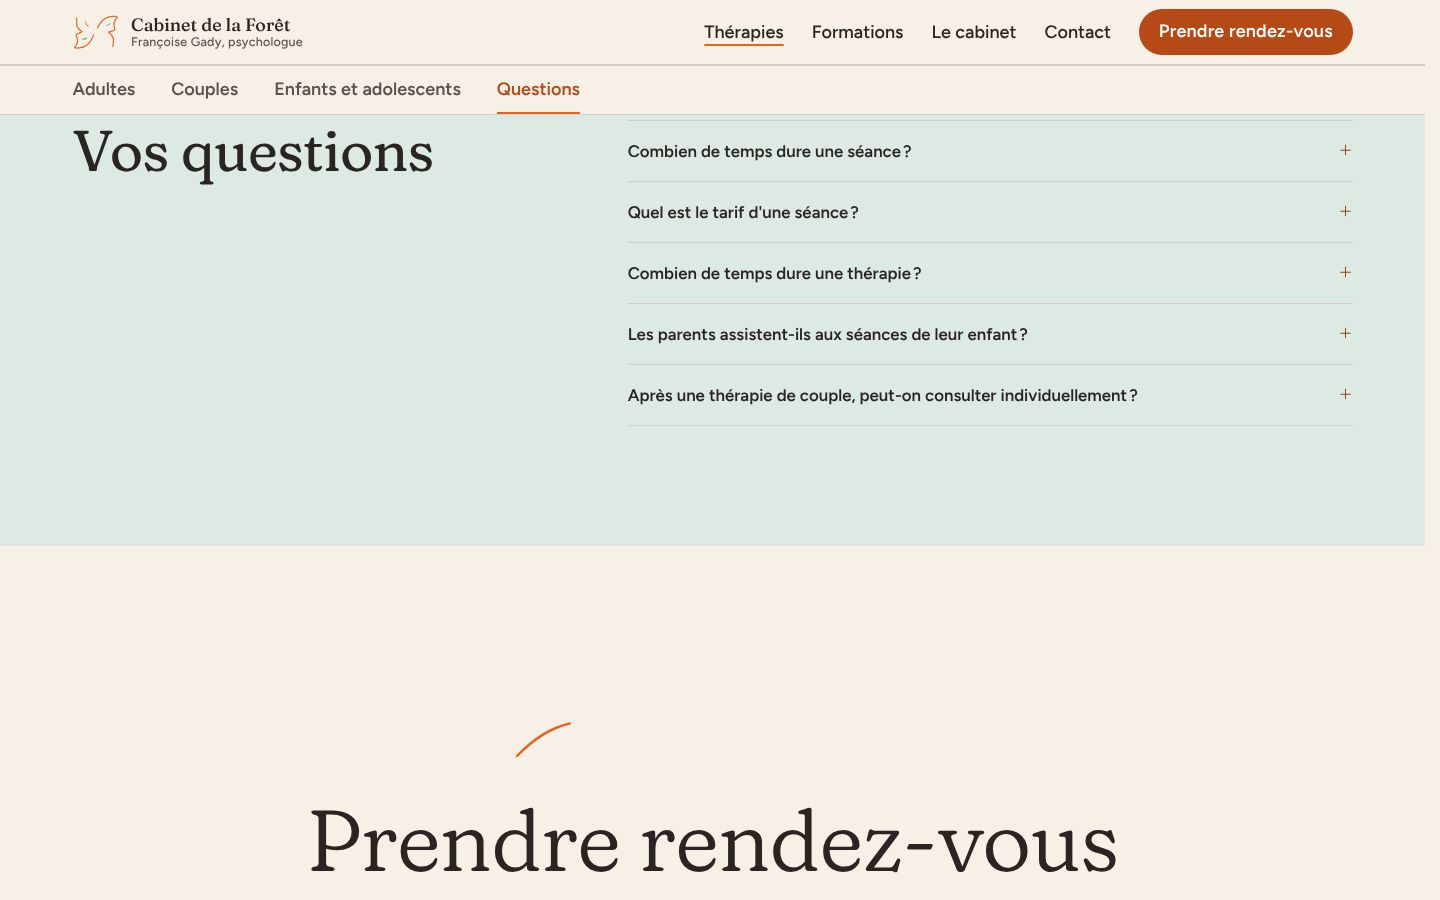 Cabinet de la Forêt
Françoise Gady, psychologue
Thérapies
Formations
Le cabinet
Contact
Prendre rendez-vous
Adultes
Couples
Enfants et adolescents
Questions
Vos questions
Combien de temps dure une séance ?
Quel est le tarif d'une séance ?
Combien de temps dure une thérapie ?
Les parents assistent-ils aux séances de leur enfant ?
Après une thérapie de couple, peut-on consulter individuellement ?
Prendre rendez-vous